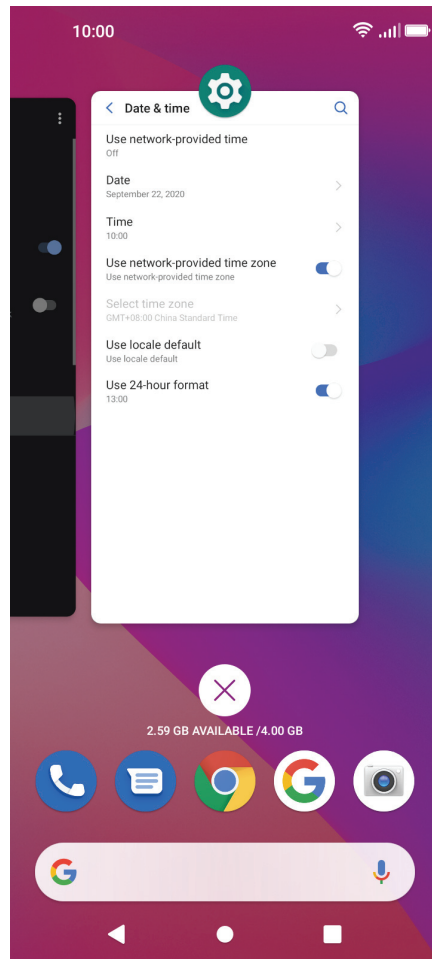 10:00
Date & time
Use network-provided time
Off
Date
September 22, 2020
Time
10:00
Use network-provided time zone
Use network-provided time zone
Select time zone
GMT+08:00 China Standard Time
Use locale default
Use locale default
Use 24-hour format
13:00
2.59 GB AVAILABLE /4.00 GB